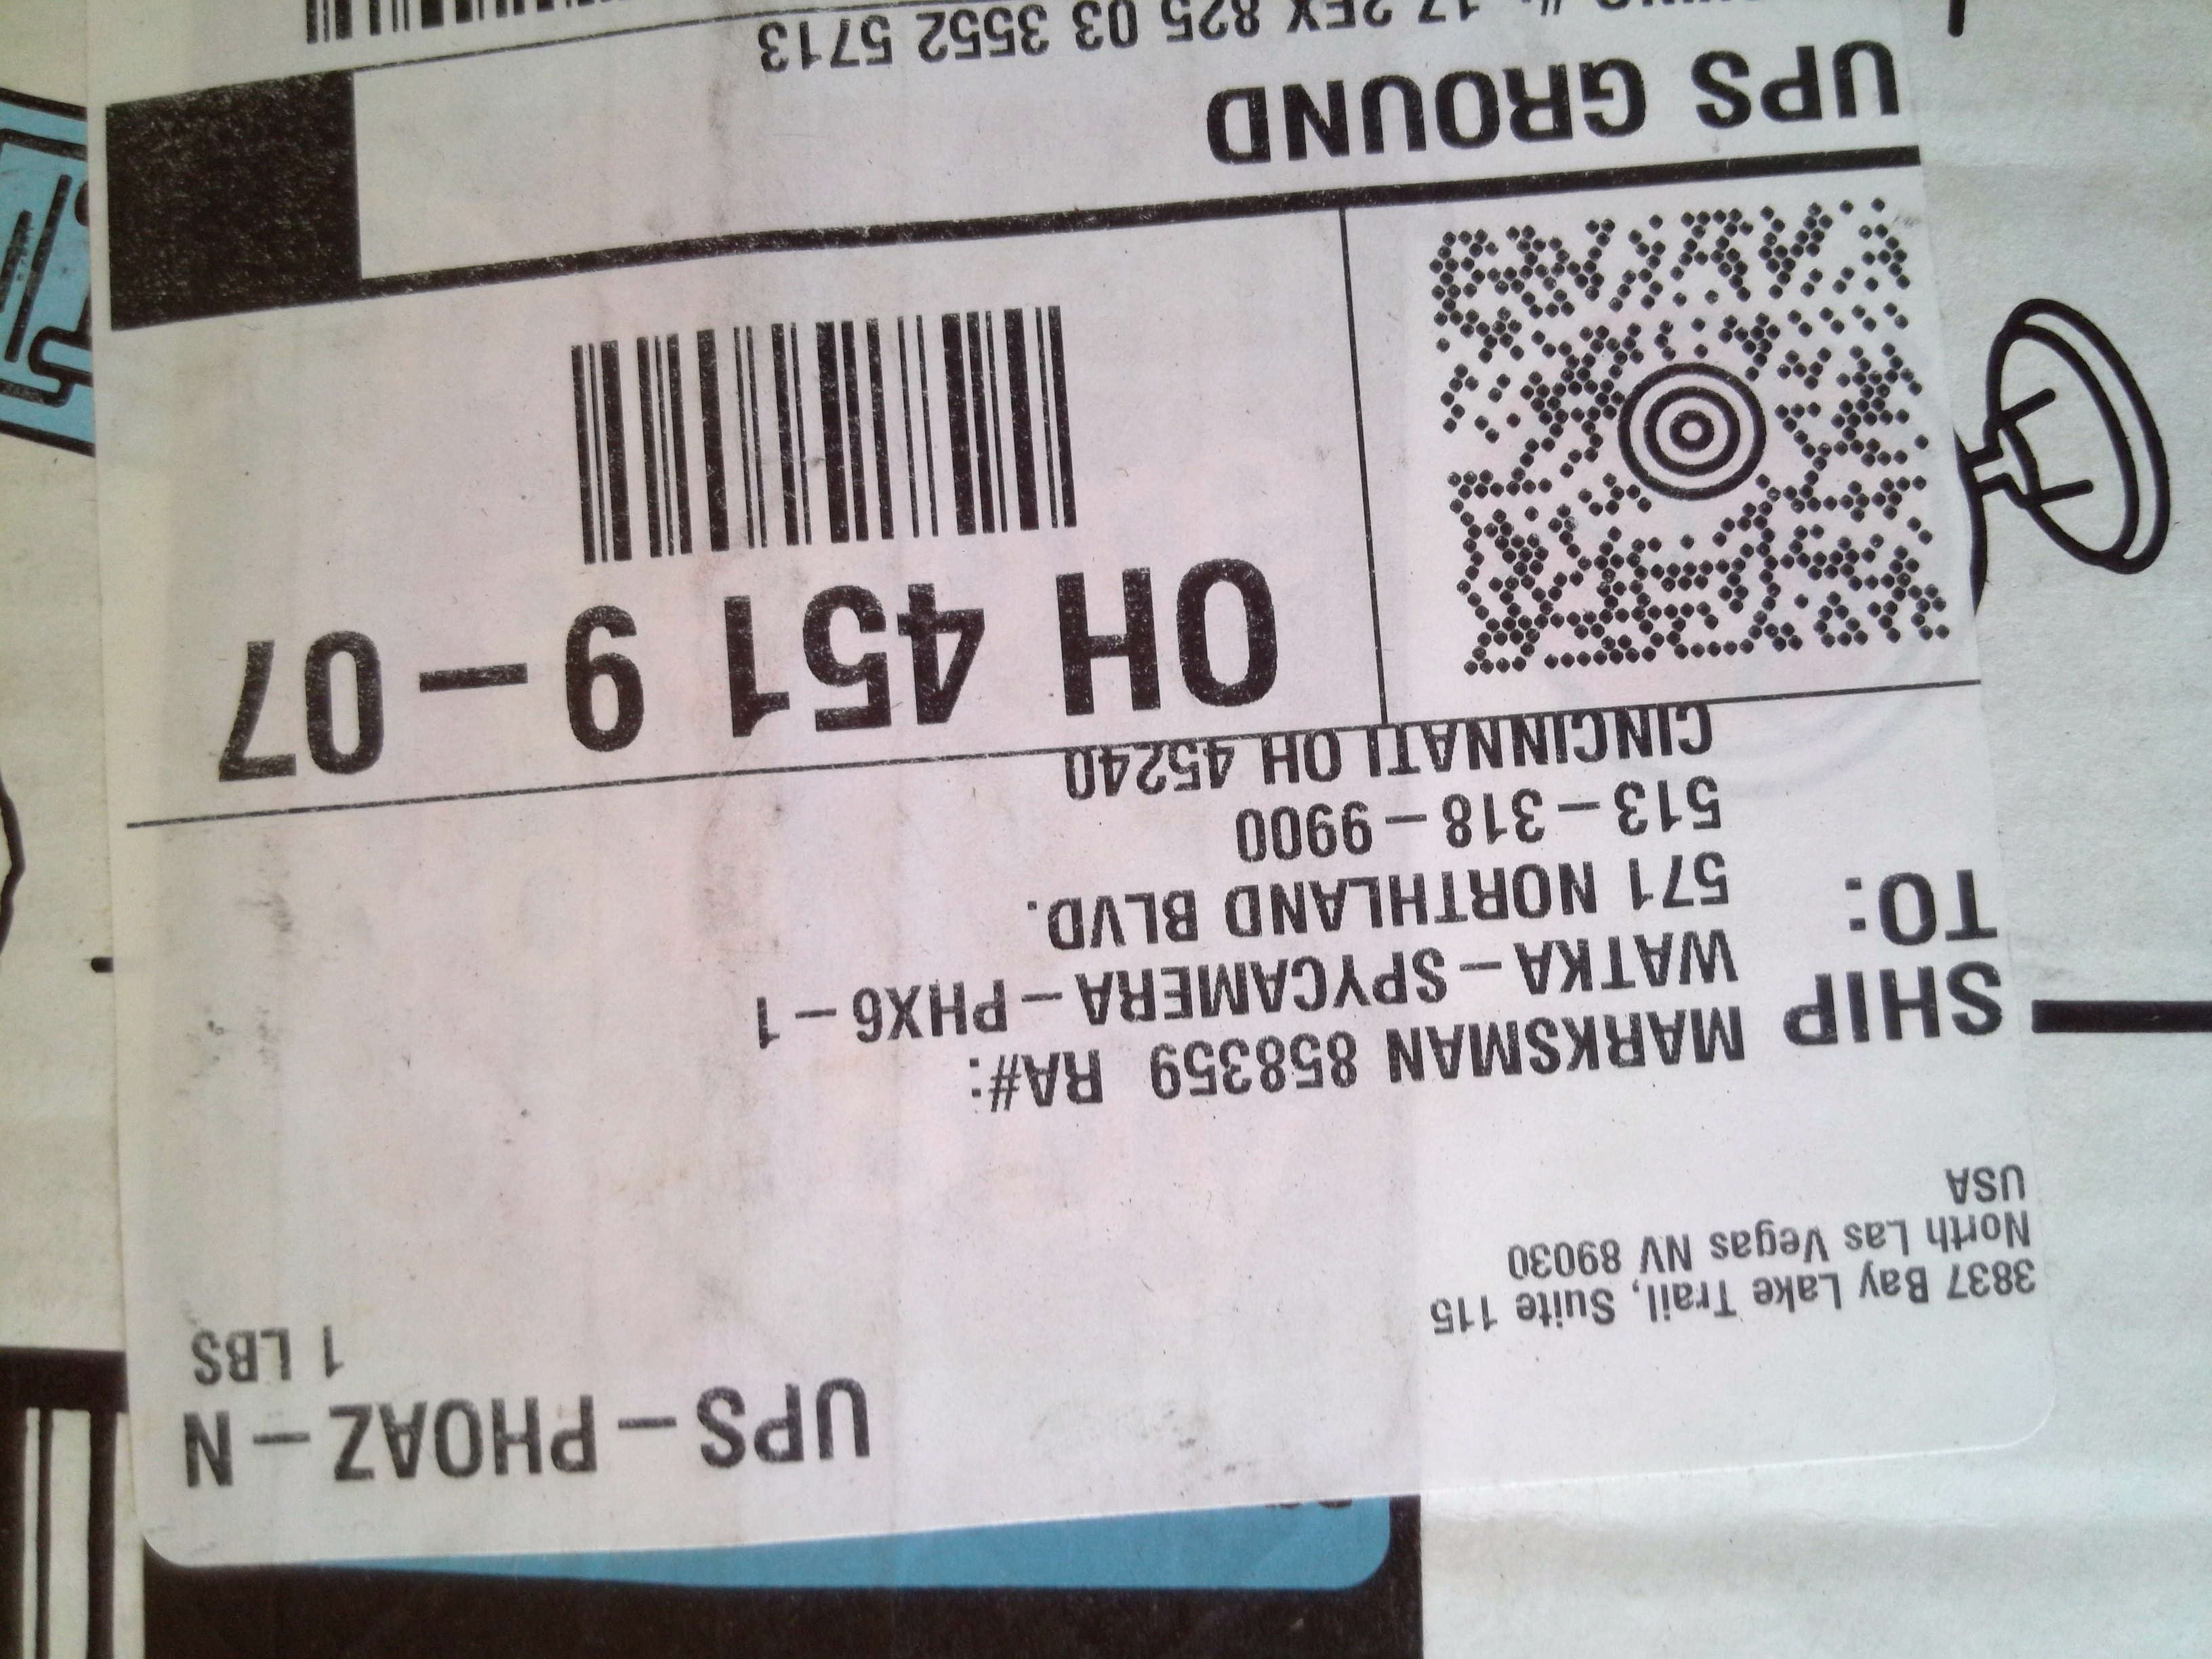 UPS-PHOAZ-N
1 LBS
3837 Bay Lake Trail, Suite 115
North Las Vegas NV 89030
USA
SHIP
TO:
MARKSMAN 858359 RA#:
WATKA-SPYCAMERA-PHX6-1
571 NORTHLAND BLVD.
513-318-9900
CINCINNATI OH 45240
OH 451 9-07
UPS GROUND
#: 1Z 2EX 825 03 3552 5713